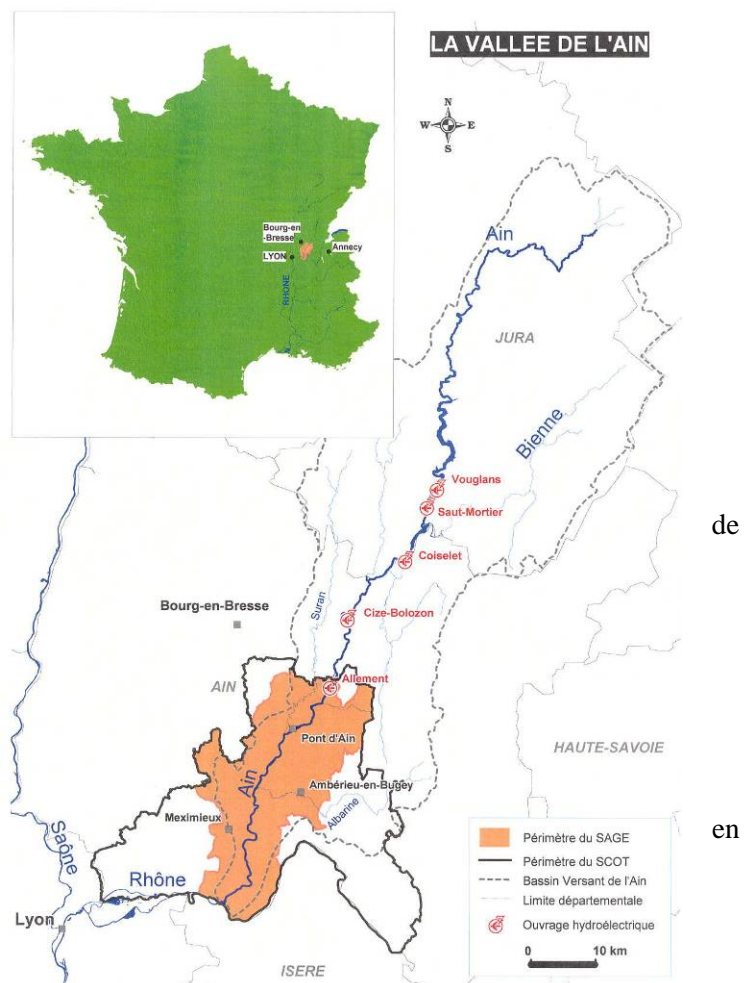 LA VALLEE DE L'AIN
N
W
E
S
Bourg-en
-Bresse
LYON
Annecy
RHONE
Ain
JURA
Bienne
Vouglans
Saut-Mortier
de
Coiselet
Suran
Cize-Bolozon
Bourg-en-Bresse
Allement
AIN
Pont d'Ain
HAUTE-SAVOIE
Ain
Ambérieu-en-Bugey
Albarine
Meximieux
en
Saône
Rhône
Lyon
ISERE
Périmètre du SAGE
Périmètre du SCOT
Bassin Versant de l'Ain
Limite départementale
Ouvrage hydroélectrique
0 10 km